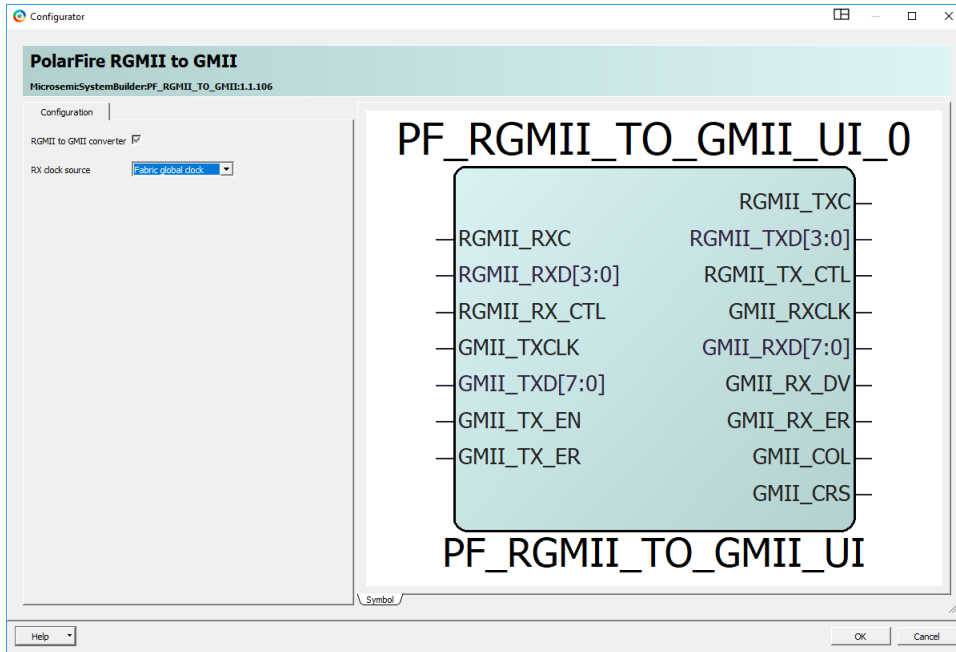 Configurator
PolarFire RGMII to GMII
Microsemi:SystemBuilder:PF_RGMII_TO_GMII:1.1.106
Configuration
RGMII to GMII converter
RX clock source Fabric global clock
PF_RGMII_TO_GMII_UI_0
RGMII_TXC
RGMII_RXC RGMII_TXD[3:0]
RGMII_RXD[3:0] RGMII_TX_CTL
RGMII_RX_CTL GMII_RXCLK
GMII_TXCLK GMII_RXD[7:0]
GMII_TXD[7:0] GMII_RX_DV
GMII_TX_EN GMII_RX_ER
GMII_TX_ER GMII_COL
GMII_CRS
PF_RGMII_TO_GMII_UI
Symbol
Help OK Cancel